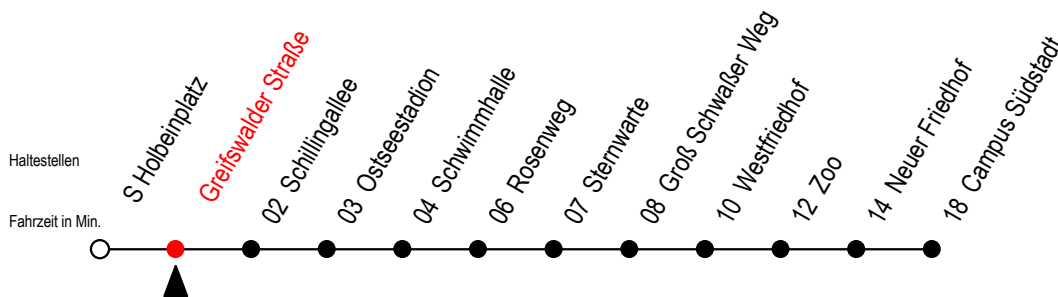 Haltestellen
Fahrzeit in Min.
S Holbeinplatz
Greifswalder Straße
02 Schillingallee
03 Ostseestadion
04 Schwimmhalle
06 Rosenweg
07 Sternwarte
08 Groß Schwaßer Weg
10 Westfriedhof
12 Zoo
14 Neuer Friedhof
18 Campus Südstadt